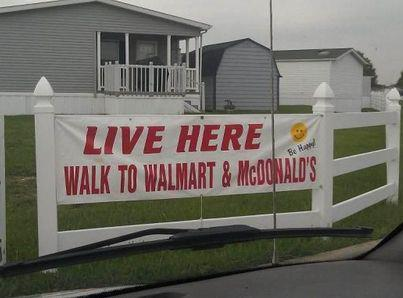 LIVE HERE
Be Happy!
WALK TO WALMART & McDONALD'S